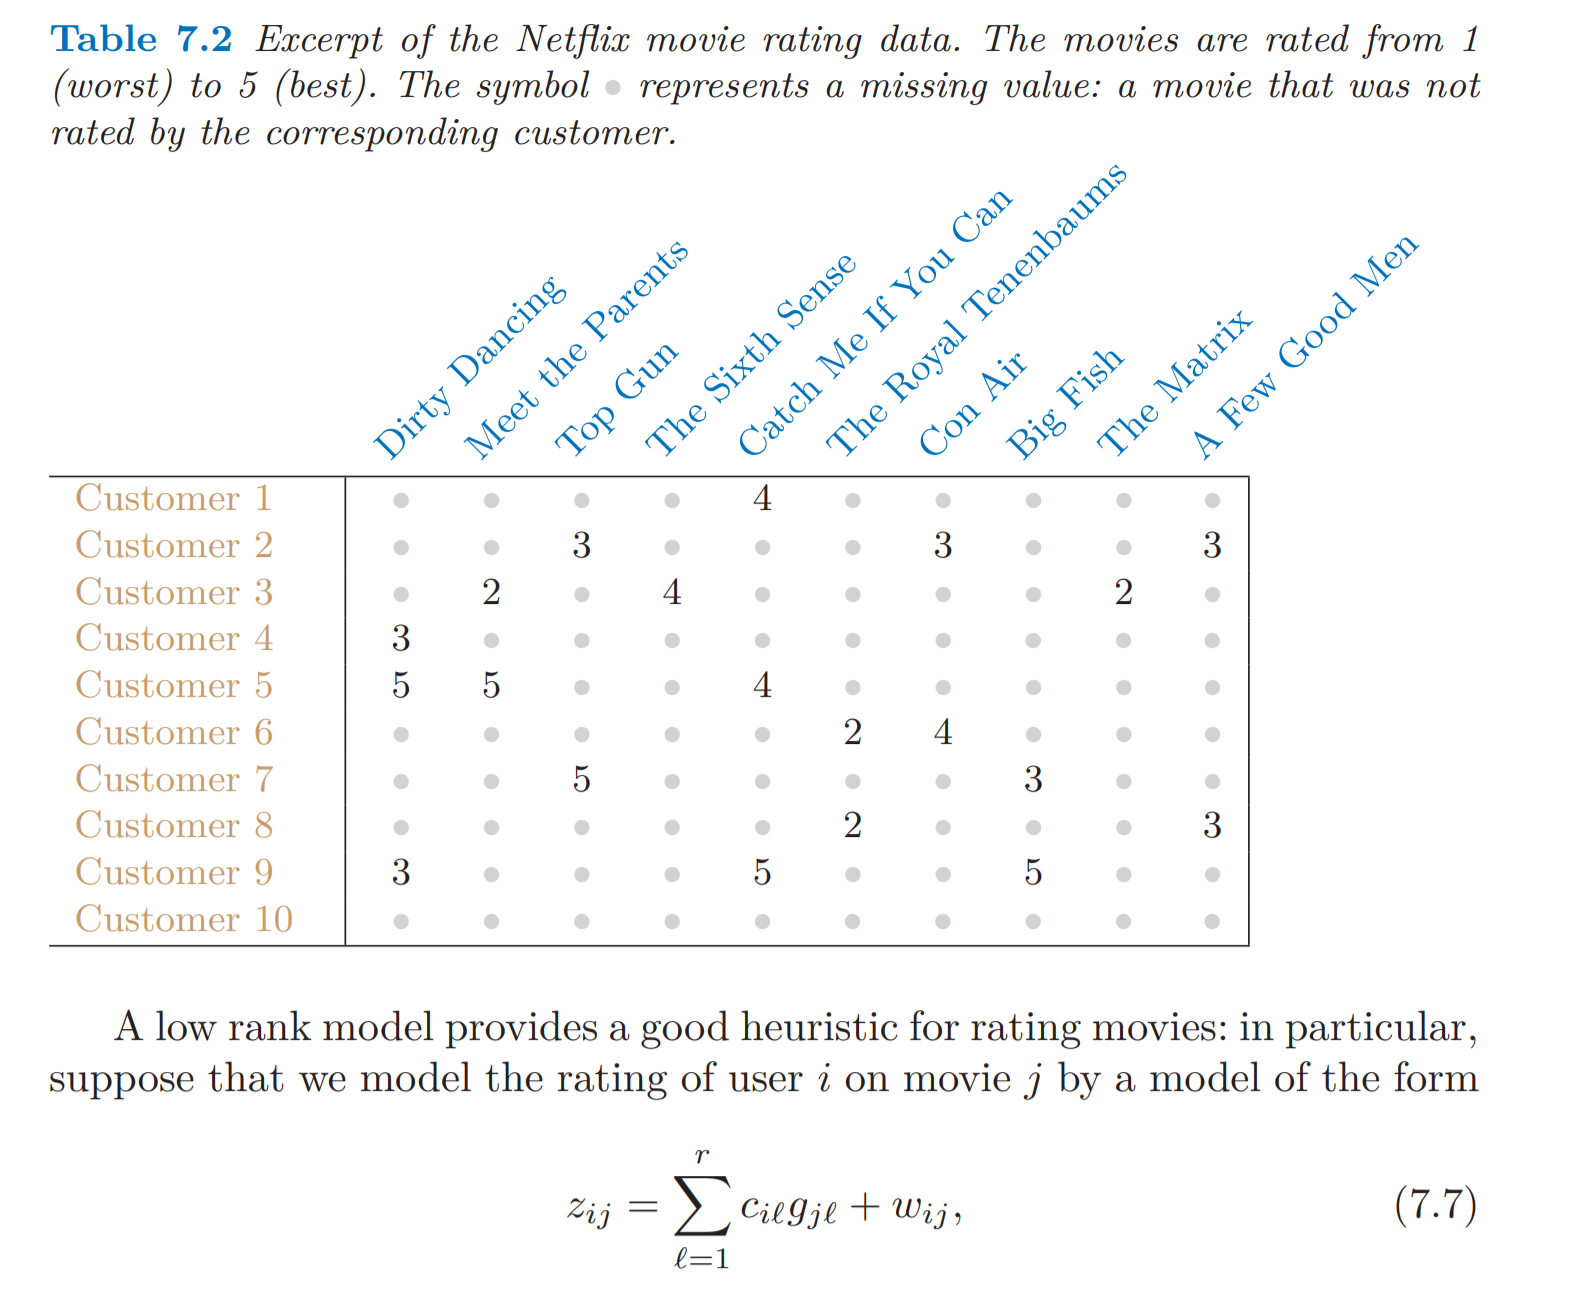 Table 7.2 Excerpt of the Netflix movie rating data. The movies are rated from 1
(worst) to 5 (best). The symbol ● represents a missing value: a movie that was not
rated by the corresponding customer.
Dirty Dancing
Meet the Parents
Top Gun
The Sixth Sense
Catch Me If You Can
The Royal Tenenbaums
Con Air
Big Fish
The Matrix
A Few Good Men
Customer 1 ● ● ● ● 4 ● ● ● ● ●
Customer 2 ● ● 3 ● ● ● 3 ● ● 3
Customer 3 ● 2 ● 4 ● ● ● ● 2 ●
Customer 4 3 ● ● ● ● ● ● ● ● ●
Customer 5 5 5 ● ● 4 ● ● ● ● ●
Customer 6 ● ● ● ● ● 2 4 ● ● ●
Customer 7 ● ● 5 ● ● ● ● 3 ● ●
Customer 8 ● ● ● ● ● 2 ● ● ● 3
Customer 9 3 ● ● ● 5 ● ● 5 ● ●
Customer 10 ● ● ● ● ● ● ● ● ● ●
A low rank model provides a good heuristic for rating movies: in particular,
suppose that we model the rating of user i on movie j by a model of the form
z_{ij} = \sum_{ℓ=1}^{r} c_{iℓ} g_{jℓ} + w_{ij}, (7.7)